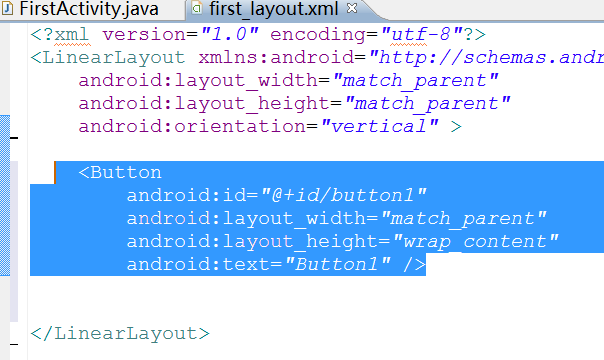 FirstActivity.java first_layout.xml
<?xml version="1.0" encoding="utf-8"?>
<LinearLayout xmlns:android="http://schemas.andr
    android:layout_width="match_parent"
    android:layout_height="match_parent"
    android:orientation="vertical" >
    <Button
        android:id="@+id/button1"
        android:layout_width="match_parent"
        android:layout_height="wrap_content"
        android:text="Button1" />
</LinearLayout>